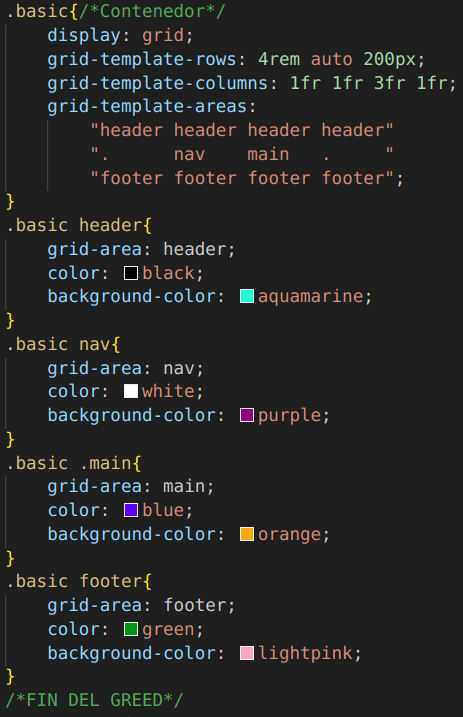 .basic{/*Contenedor*/
    display: grid;
    grid-template-rows: 4rem auto 200px;
    grid-template-columns: 1fr 1fr 3fr 1fr;
    grid-template-areas:
        "header header header header"
        ".      nav    main   .     "
        "footer footer footer footer";
}
.basic header{
    grid-area: header;
    color: black;
    background-color: aquamarine;
}
.basic nav{
    grid-area: nav;
    color: white;
    background-color: purple;
}
.basic .main{
    grid-area: main;
    color: blue;
    background-color: orange;
}
.basic footer{
    grid-area: footer;
    color: green;
    background-color: lightpink;
}
/*FIN DEL GREED*/